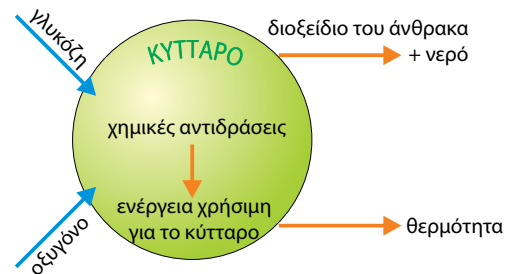 γλυκόζη
ΚΥΤΤΑΡΟ
διοξείδιο του άνθρακα
+ νερό
χημικές αντιδράσεις
ενέργεια χρήσιμη
για το κύτταρο
οξυγόνο
θερμότητα